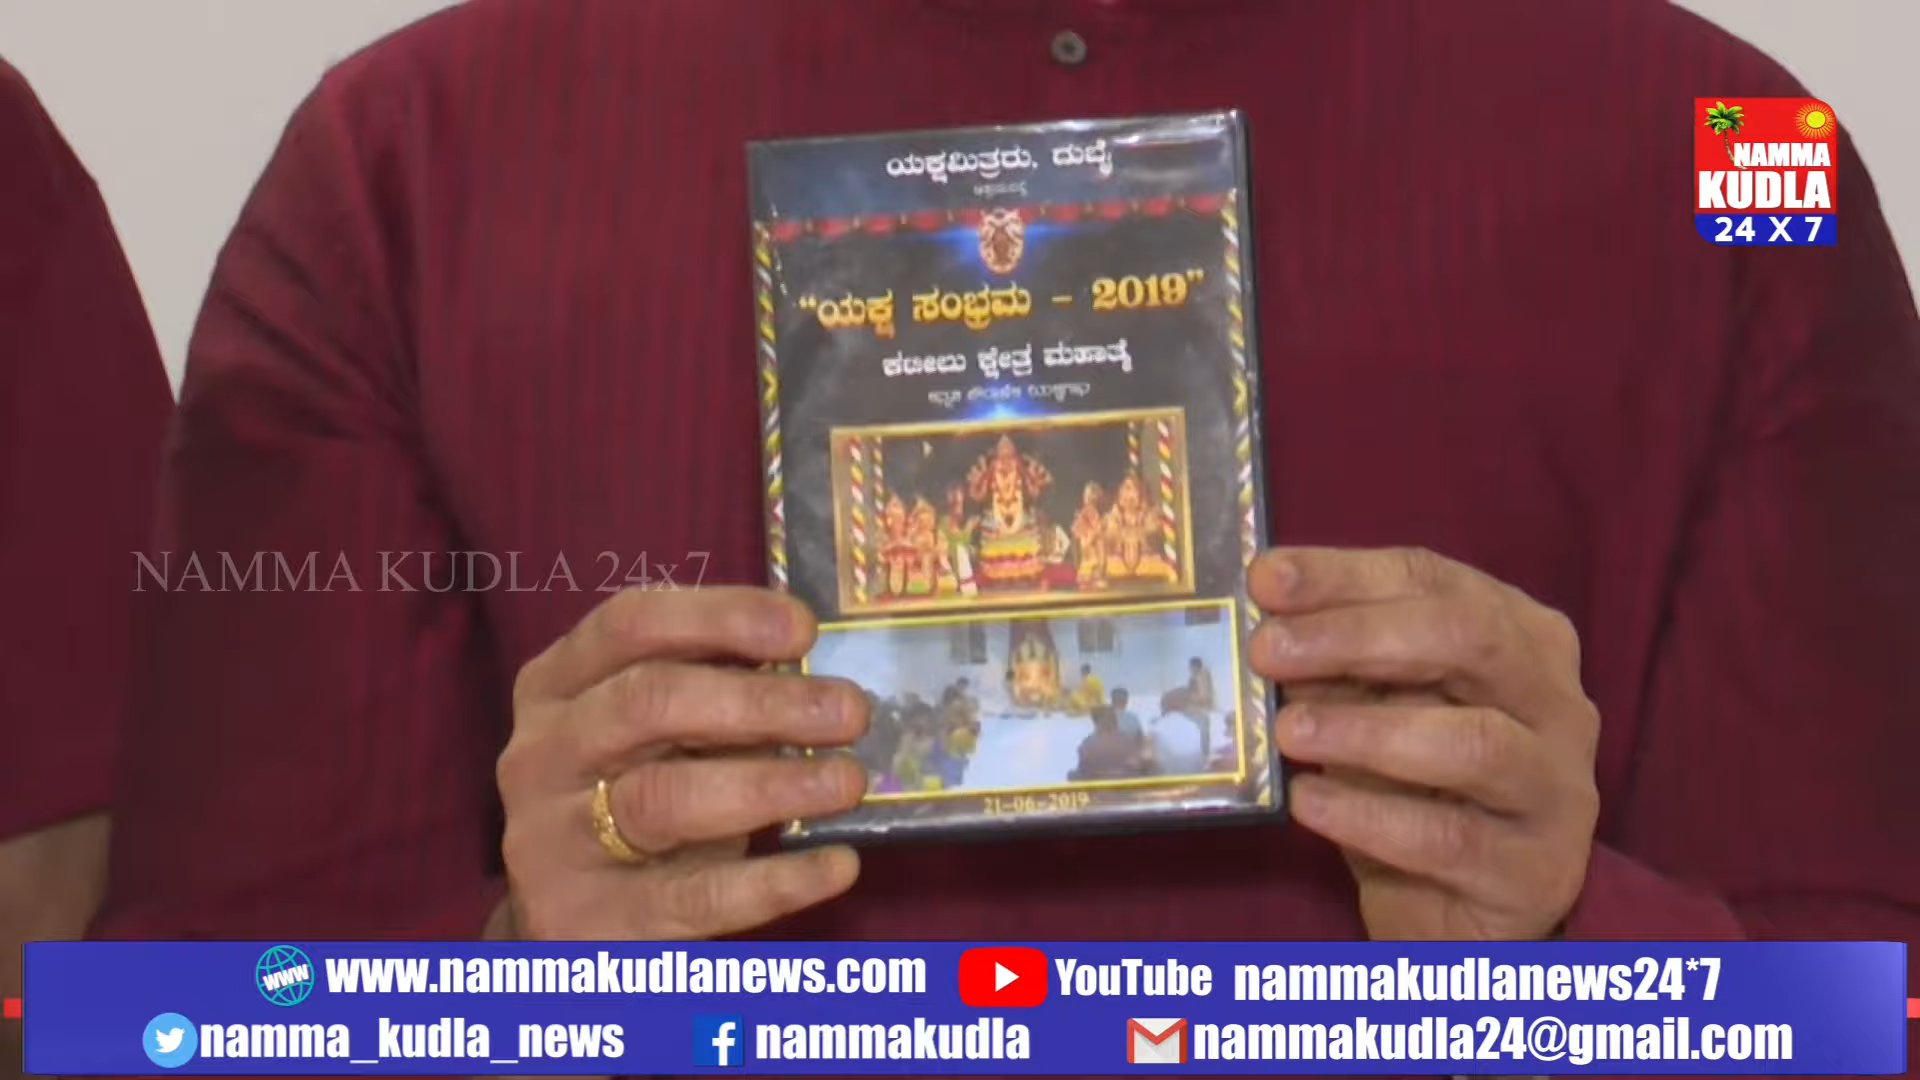 ಯಕ್ಷಮಿತ್ರರು, ದುಬೈ
“ಯಕ್ಷ ಸಂಭ್ರಮ - 2019”
ಕಟೀಲು ಕ್ಷೇತ್ರ ಮಹಾತ್ಮೆ
21-06-2019
NAMMA
KUDLA
24 X 7
NAMMA KUDLA 24x7
www www.nammakudlanews.com YouTube nammakudlanews24*7
namma_kudla_news nammakudla nammakudla24@gmail.com